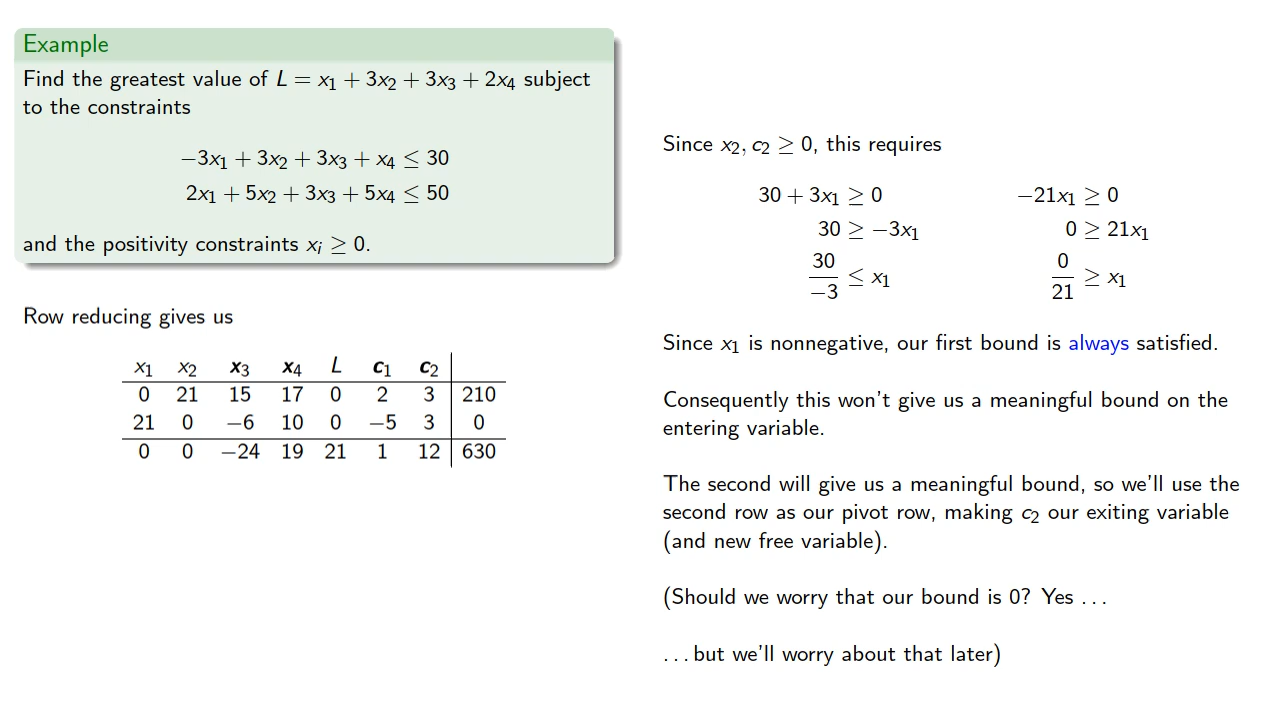 Example
Find the greatest value of L = x₁ + 3x₂ + 3x₃ + 2x₄ subject
to the constraints
−3x₁ + 3x₂ + 3x₃ + x₄ ≤ 30
2x₁ + 5x₂ + 3x₃ + 5x₄ ≤ 50
and the positivity constraints xᵢ ≥ 0.
Row reducing gives us
x₁ x₂ x₃ x₄ L c₁ c₂
0 21 15 17 0 2 3 210
21 0 −6 10 0 −5 3 0
0 0 −24 19 21 1 12 630
Since x₂, c₂ ≥ 0, this requires
30 + 3x₁ ≥ 0 −21x₁ ≥ 0
30 ≥ −3x₁ 0 ≥ 21x₁
30/−3 ≤ x₁ 0/21 ≥ x₁
Since x₁ is nonnegative, our first bound is always satisfied.
Consequently this won't give us a meaningful bound on the
entering variable.
The second will give us a meaningful bound, so we'll use the
second row as our pivot row, making c₂ our exiting variable
(and new free variable).
(Should we worry that our bound is 0? Yes ...
...but we'll worry about that later)